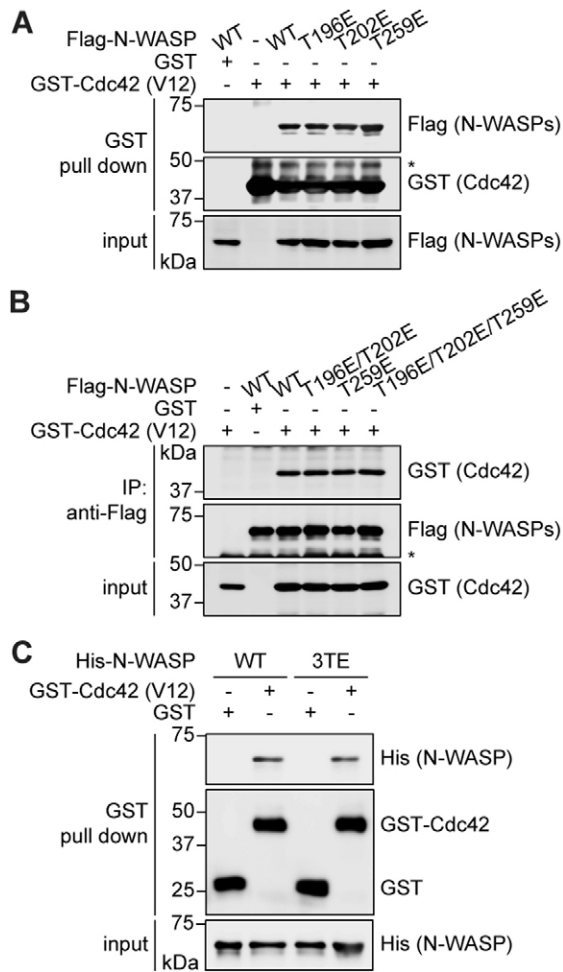 A
Flag-N-WASP WT - WT T196E T202E T259E
GST + - - - - -
GST-Cdc42 (V12) - + + + + +
75
Flag (N-WASPs)
GST
pull down
50
*
37
GST (Cdc42)
75
input
Flag (N-WASPs)
kDa
B
Flag-N-WASP - WT WT T196E/T202E T259E T196E/T202E/T259E
GST - + - - - -
GST-Cdc42 (V12) + - + + + +
kDa
GST (Cdc42)
37
IP:
anti-Flag
75
Flag (N-WASPs)
*
50
input
GST (Cdc42)
37
C
His-N-WASP WT 3TE
GST-Cdc42 (V12) - + - +
GST + - + -
75
His (N-WASP)
GST
pull down
50
GST-Cdc42
37
25
GST
75
input
His (N-WASP)
kDa